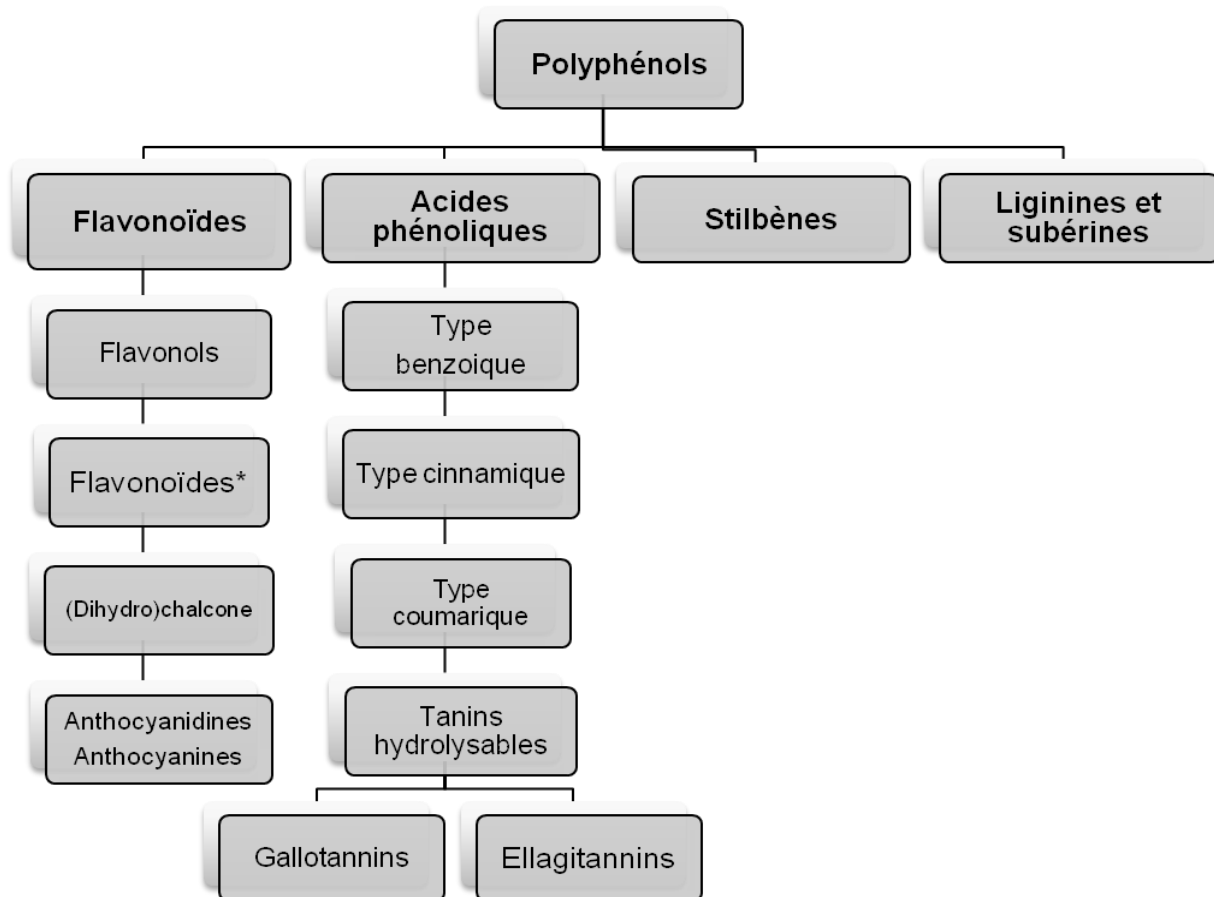 Polyphénols
Flavonoïdes
Acides
phénoliques
Stilbènes
Liginines et
subérines
Flavonols
Flavonoïdes*
(Dihydro)chalcone
Anthocyanidines
Anthocyanines
Type
benzoique
Type cinnamique
Type
coumarique
Tanins
hydrolysables
Gallotannins
Ellagitannins